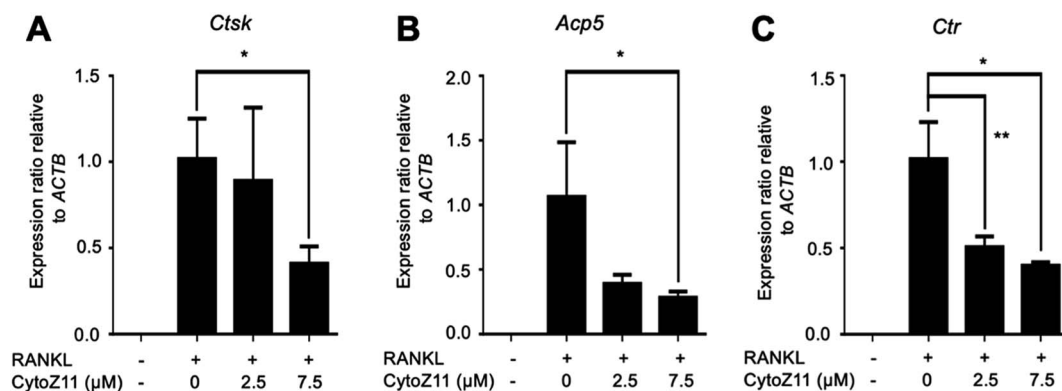 A
Ctsk
*
1.5
1.0
0.5
0.0
Expression ratio relative
to ACTB
RANKL - + + +
CytoZ11 (µM) - 0 2.5 7.5
B
Acp5
*
2.0
1.5
1.0
0.5
0.0
Expression ratio relative
to ACTB
RANKL - + + +
CytoZ11 (µM) - 0 2.5 7.5
C
Ctr
*
**
1.5
1.0
0.5
0.0
Expression ratio relative
to ACTB
RANKL - + + +
CytoZ11 (µM) - 0 2.5 7.5